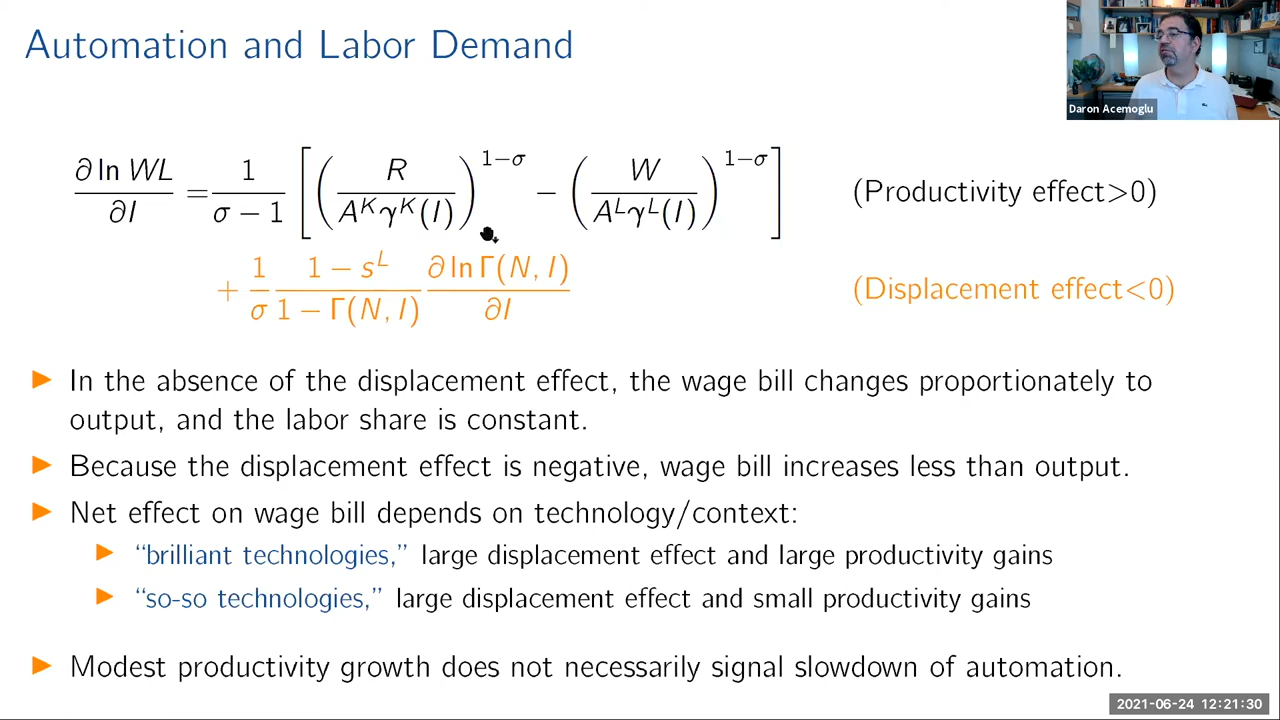 Automation and Labor Demand
Daron Acemoglu
∂ ln WL / ∂I = 1/(σ − 1) [ ( R / (A^K γ^K(I)) )^{1−σ} − ( W / (A^L γ^L(I)) )^{1−σ} ] (Productivity effect>0)
+ 1/σ (1 − s^L)/(1 − Γ(N, I)) ∂ ln Γ(N, I)/∂I (Displacement effect<0)
In the absence of the displacement effect, the wage bill changes proportionately to
output, and the labor share is constant.
Because the displacement effect is negative, wage bill increases less than output.
Net effect on wage bill depends on technology/context:
“brilliant technologies,” large displacement effect and large productivity gains
“so-so technologies,” large displacement effect and small productivity gains
Modest productivity growth does not necessarily signal slowdown of automation.
2021-06-24 12:21:30